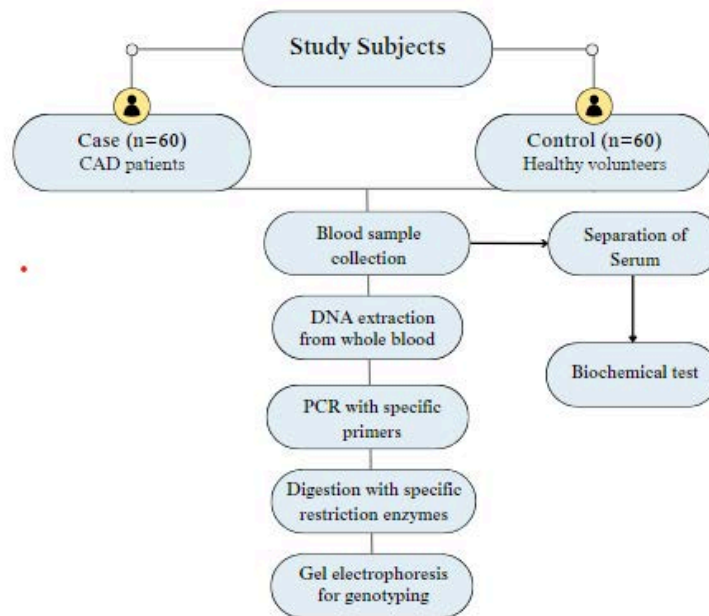 Study Subjects
Case (n=60)
CAD patients
Control (n=60)
Healthy volunteers
Blood sample
collection
Separation of
Serum
DNA extraction
from whole blood
Biochemical test
PCR with specific
primers
Digestion with specific
restriction enzymes
Gel electrophoresis
for genotyping